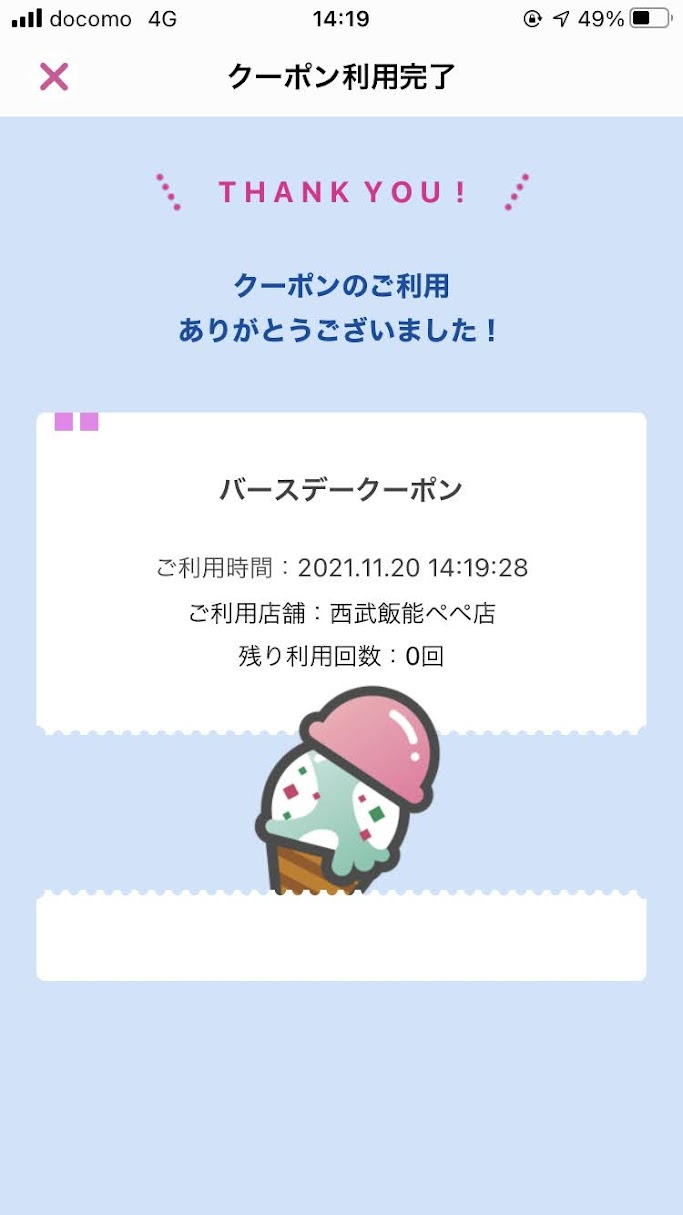 docomo 4G 14:19 49%
クーポン利用完了
THANK YOU!
クーポンのご利用
ありがとうございました！
バースデークーポン
ご利用時間：2021.11.20 14:19:28
ご利用店舗：西武飯能ペペ店
残り利用回数：0回